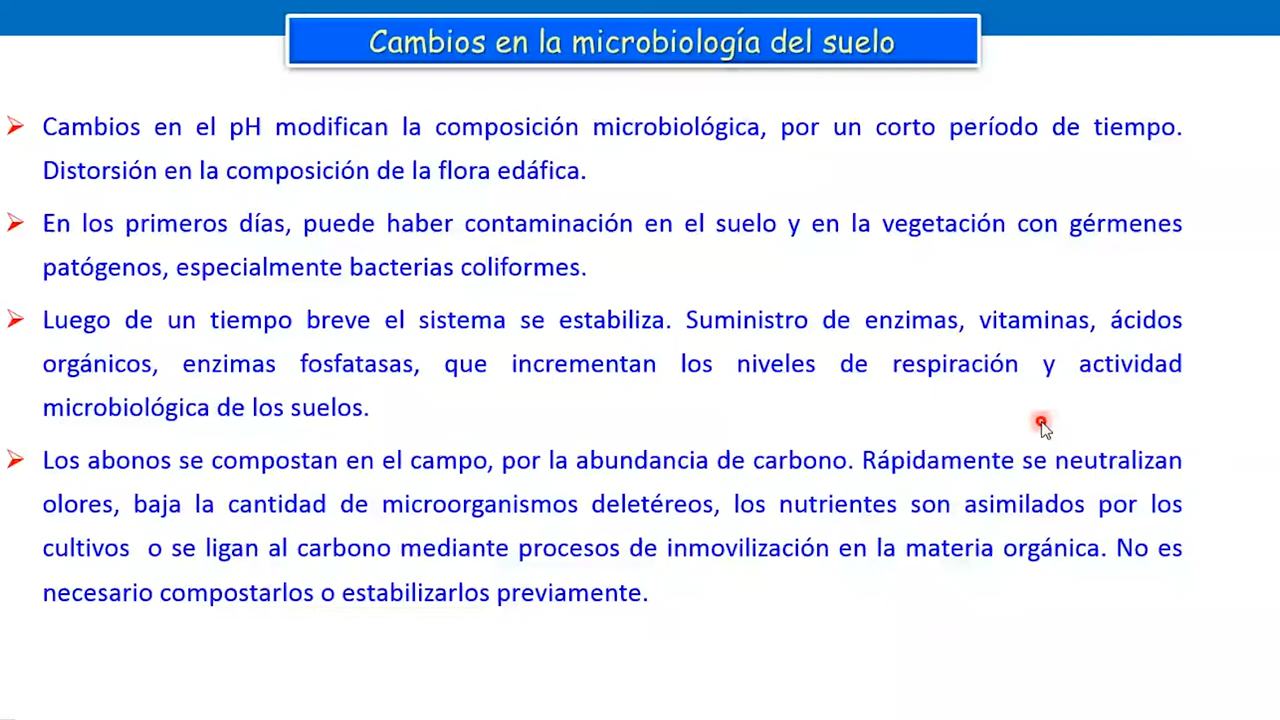 Cambios en la microbiología del suelo
Cambios en el pH modifican la composición microbiológica, por un corto período de tiempo.
Distorsión en la composición de la flora edáfica.
En los primeros días, puede haber contaminación en el suelo y en la vegetación con gérmenes
patógenos, especialmente bacterias coliformes.
Luego de un tiempo breve el sistema se estabiliza. Suministro de enzimas, vitaminas, ácidos
orgánicos, enzimas fosfatasas, que incrementan los niveles de respiración y actividad
microbiológica de los suelos.
Los abonos se compostan en el campo, por la abundancia de carbono. Rápidamente se neutralizan
olores, baja la cantidad de microorganismos deletéreos, los nutrientes son asimilados por los
cultivos o se ligan al carbono mediante procesos de inmovilización en la materia orgánica. No es
necesario compostarlos o estabilizarlos previamente.